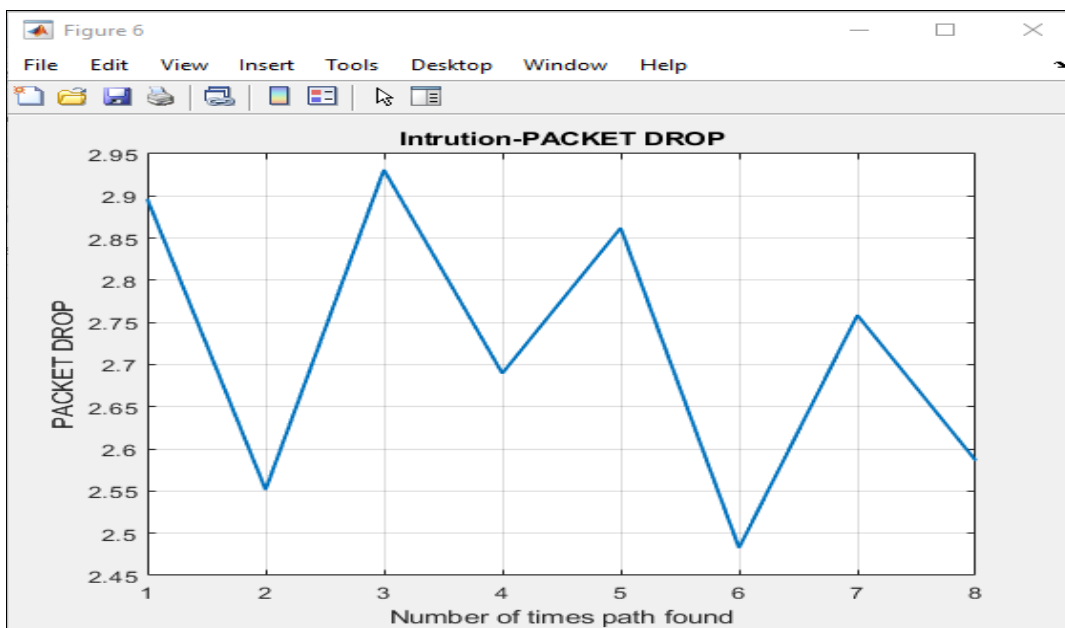 Figure 6
File Edit View Insert Tools Desktop Window Help
Intrution-PACKET DROP
PACKET DROP
2.95
2.9
2.85
2.8
2.75
2.7
2.65
2.6
2.55
2.5
2.45
1 2 3 4 5 6 7 8
Number of times path found